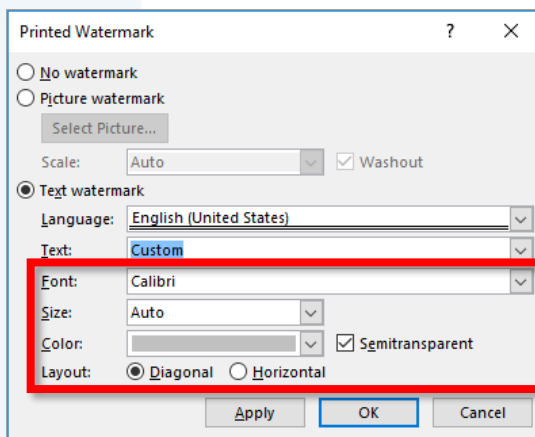 Printed Watermark ? X
No watermark
Picture watermark
Select Picture...
Scale: Auto Washout
Text watermark
Language: English (United States)
Text: Custom
Font: Calibri
Size: Auto
Color: Semitransparent
Layout: Diagonal Horizontal
Apply OK Cancel